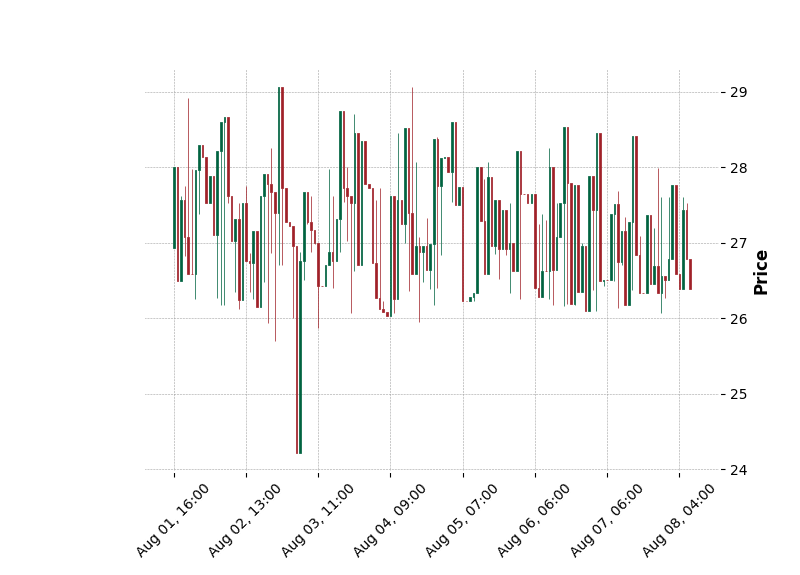 29
28
27
26
25
24
Price
Aug 01, 16:00
Aug 02, 13:00
Aug 03, 11:00
Aug 04, 09:00
Aug 05, 07:00
Aug 06, 06:00
Aug 07, 06:00
Aug 08, 04:00